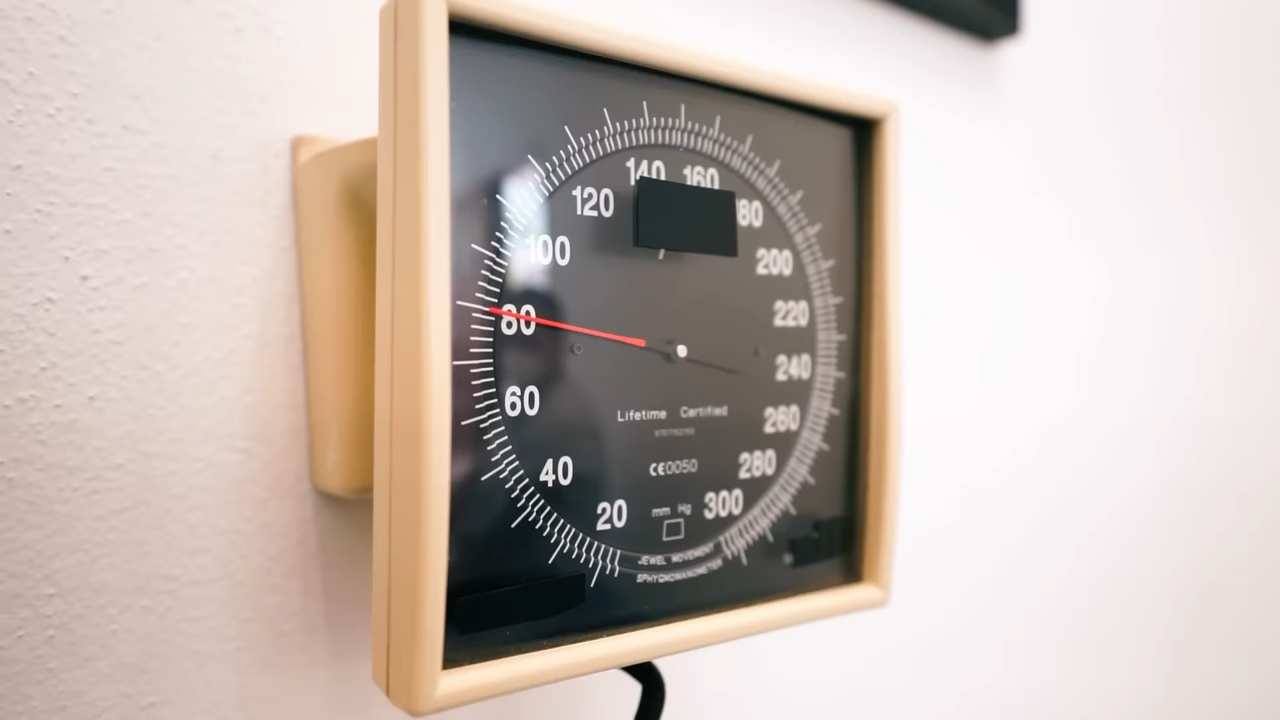 140 160
120
100 200
80 220
240
60 260
40 280
20 300
Lifetime Certified
CE0050
mm Hg
JEWEL MOVEMENT
SPHYGMOMANOMETER